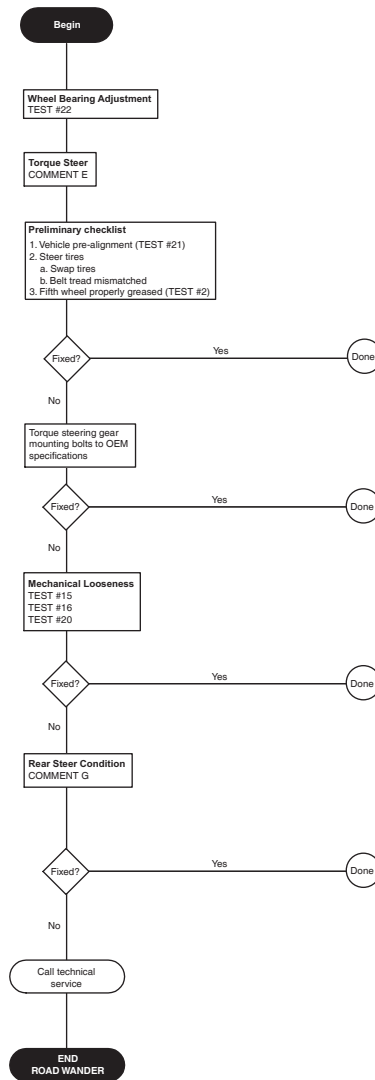 Begin
Wheel Bearing Adjustment
TEST #22
Torque Steer
COMMENT E
Preliminary checklist
1. Vehicle pre-alignment (TEST #21)
2. Steer tires
a. Swap tires
b. Belt tread mismatched
3. Fifth wheel properly greased (TEST #2)
Fixed?
Yes
Done
No
Torque steering gear
mounting bolts to OEM
specifications
Fixed?
Yes
Done
No
Mechanical Looseness
TEST #15
TEST #16
TEST #20
Fixed?
Yes
Done
No
Rear Steer Condition
COMMENT G
Fixed?
Yes
Done
No
Call technical
service
END
ROAD WANDER